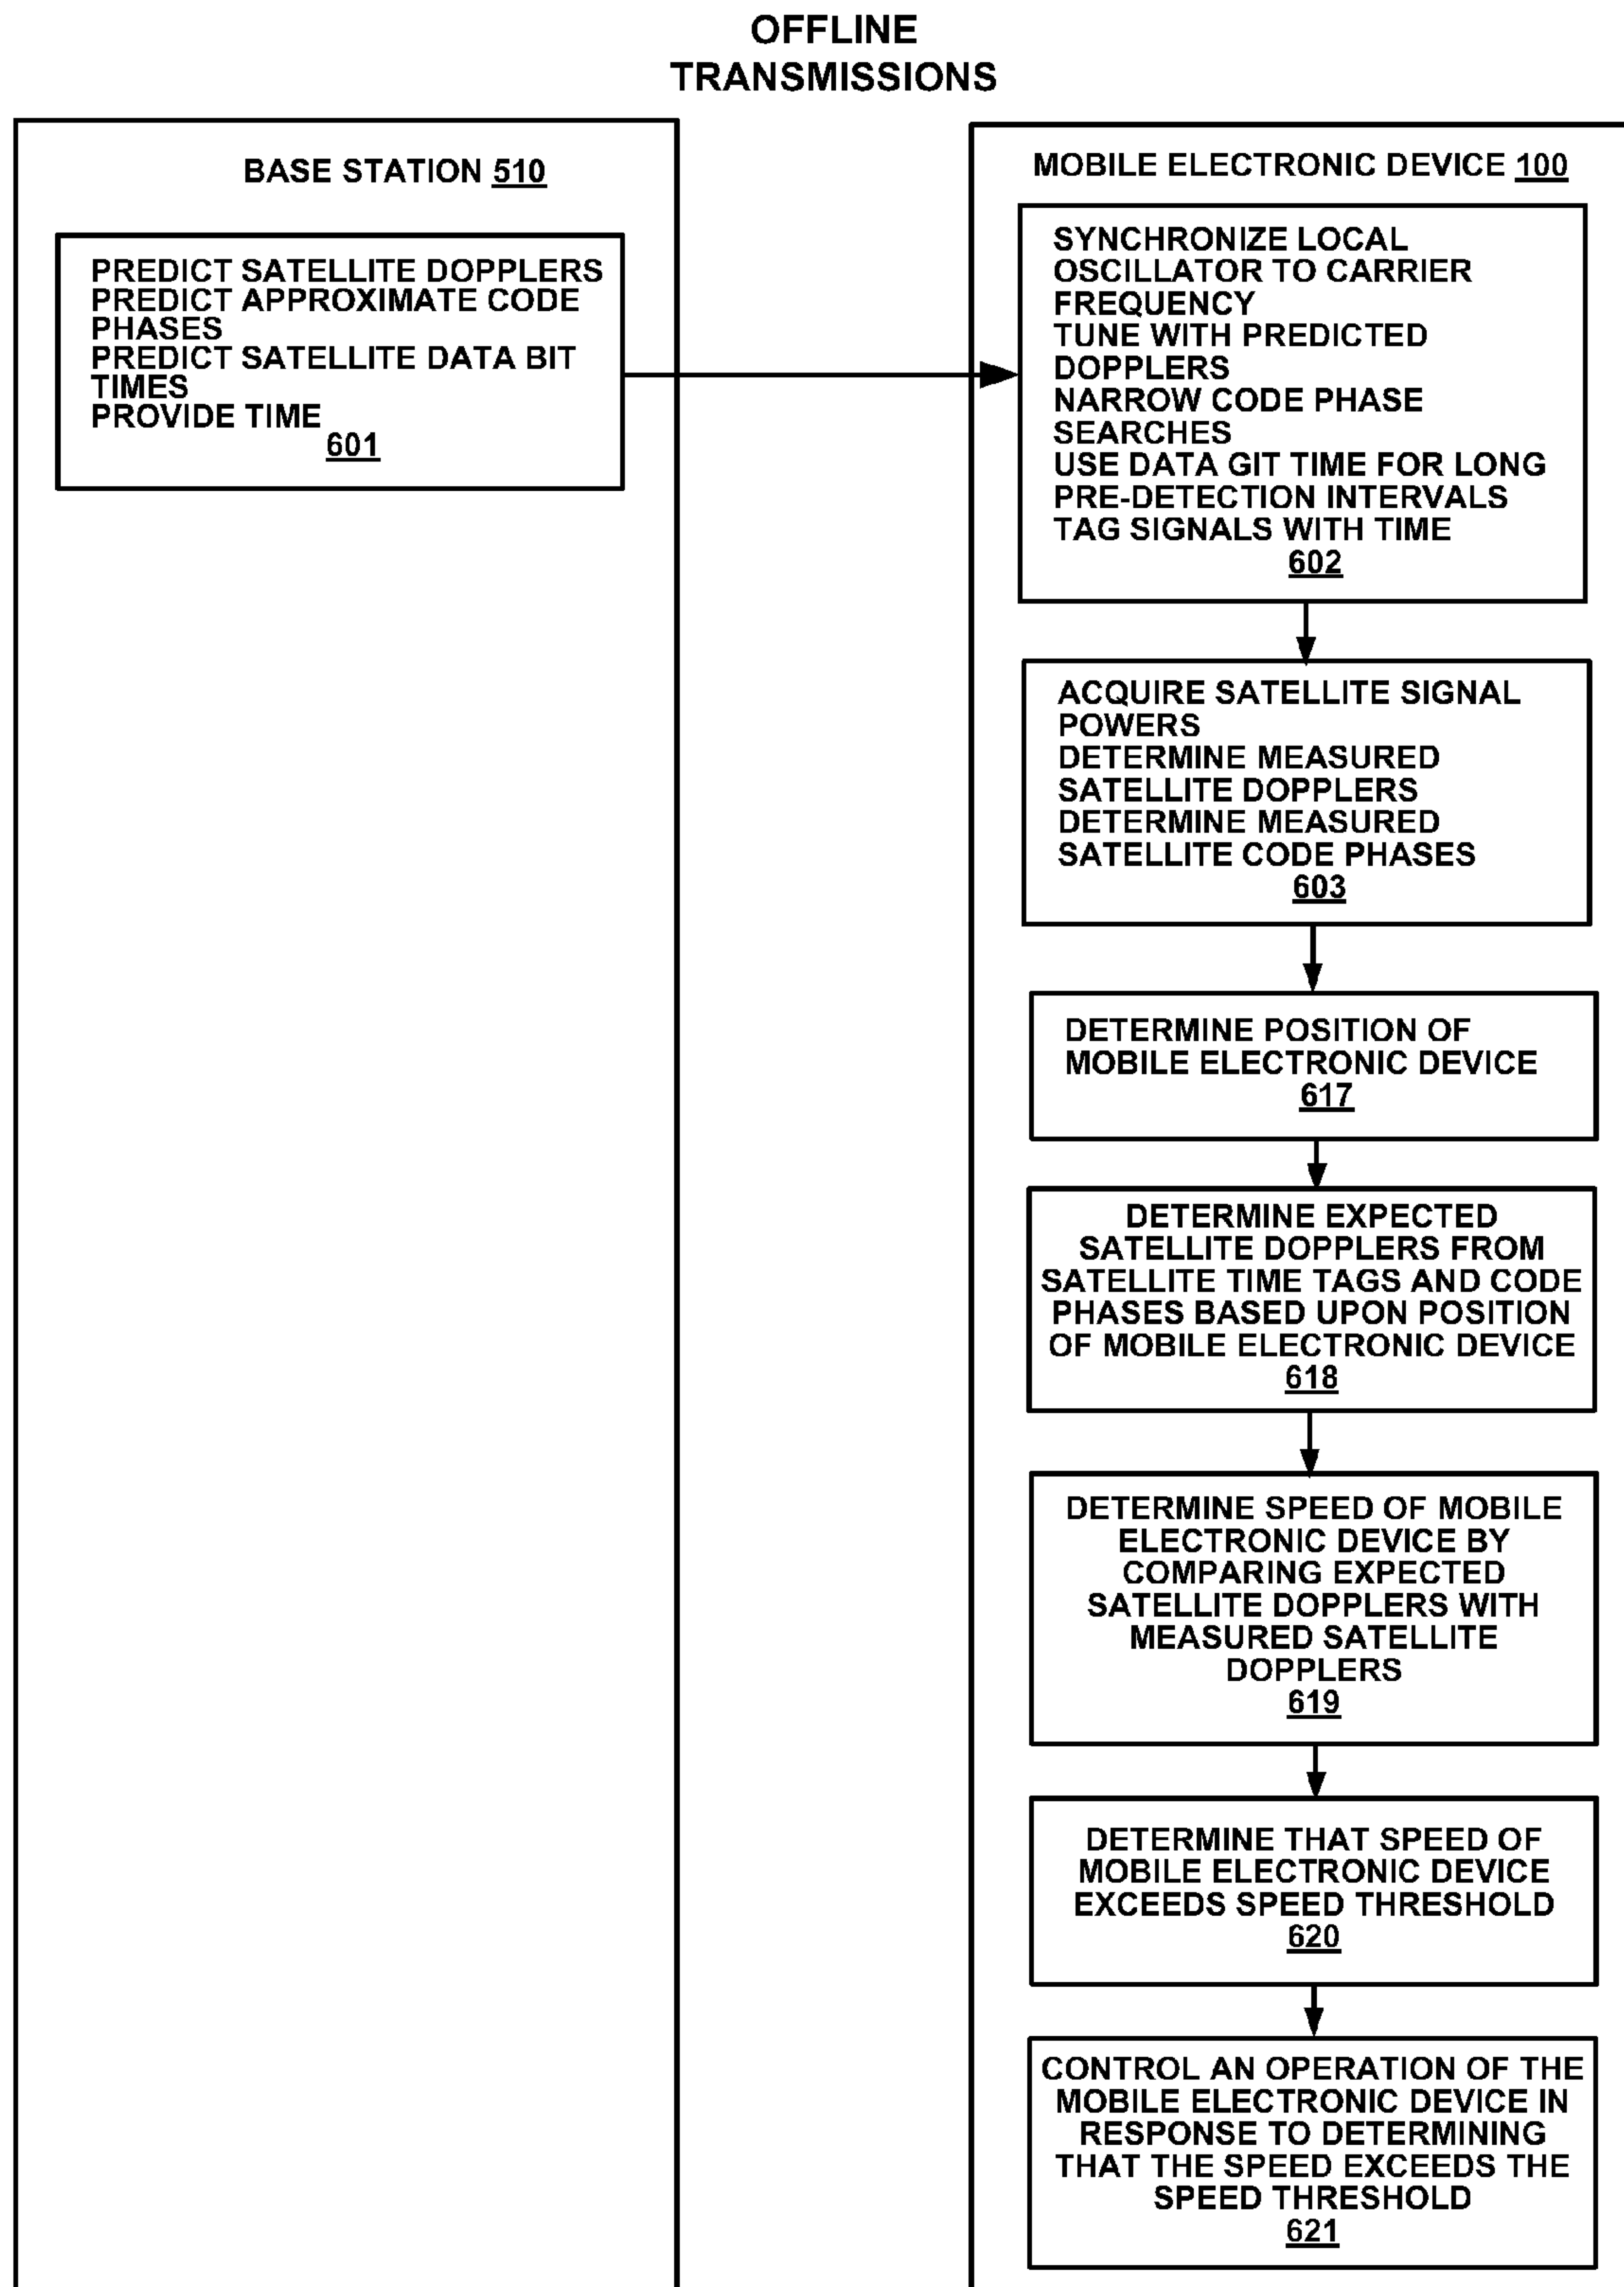 OFFLINE
TRANSMISSIONS
BASE STATION 510
PREDICT SATELLITE DOPPLERS
PREDICT APPROXIMATE CODE
PHASES
PREDICT SATELLITE DATA BIT
TIMES
PROVIDE TIME
601
MOBILE ELECTRONIC DEVICE 100
SYNCHRONIZE LOCAL
OSCILLATOR TO CARRIER
FREQUENCY
TUNE WITH PREDICTED
DOPPLERS
NARROW CODE PHASE
SEARCHES
USE DATA GIT TIME FOR LONG
PRE-DETECTION INTERVALS
TAG SIGNALS WITH TIME
602
ACQUIRE SATELLITE SIGNAL
POWERS
DETERMINE MEASURED
SATELLITE DOPPLERS
DETERMINE MEASURED
SATELLITE CODE PHASES
603
DETERMINE POSITION OF
MOBILE ELECTRONIC DEVICE
617
DETERMINE EXPECTED
SATELLITE DOPPLERS FROM
SATELLITE TIME TAGS AND CODE
PHASES BASED UPON POSITION
OF MOBILE ELECTRONIC DEVICE
618
DETERMINE SPEED OF MOBILE
ELECTRONIC DEVICE BY
COMPARING EXPECTED
SATELLITE DOPPLERS WITH
MEASURED SATELLITE
DOPPLERS
619
DETERMINE THAT SPEED OF
MOBILE ELECTRONIC DEVICE
EXCEEDS SPEED THRESHOLD
620
CONTROL AN OPERATION OF THE
MOBILE ELECTRONIC DEVICE IN
RESPONSE TO DETERMINING
THAT THE SPEED EXCEEDS THE
SPEED THRESHOLD
621